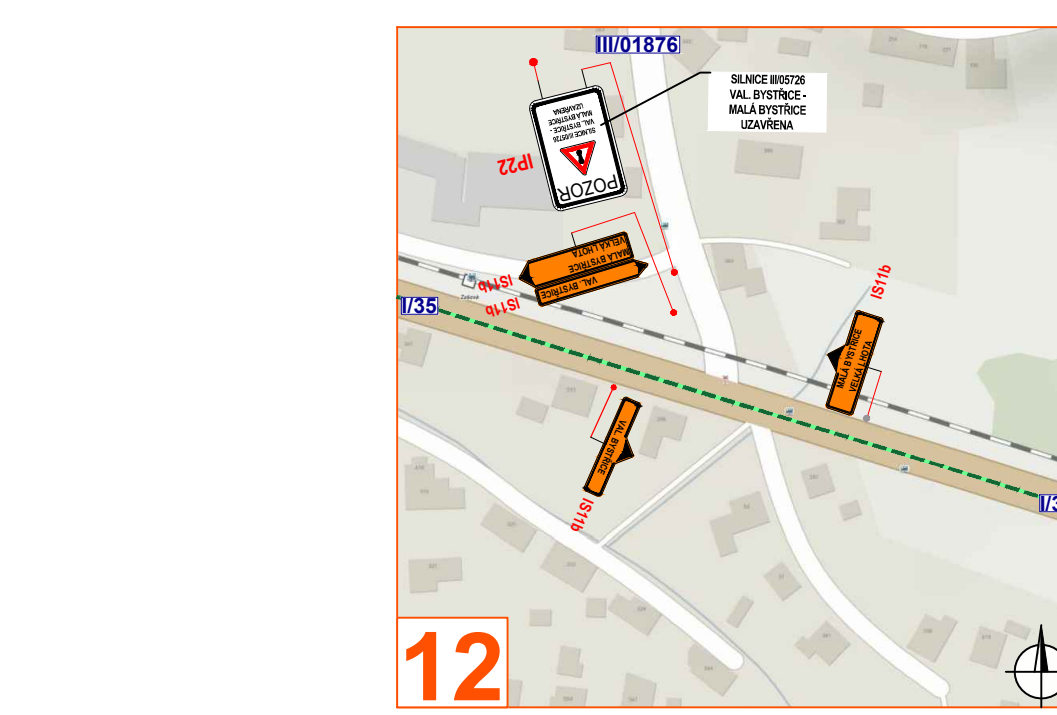 III/01876
SILNICE III/05726
VAL. BYSTŘICE -
MALÁ BYSTŘICE
UZAVŘENA
POZOR
SILNICE III/05726
VAL. BYSTŘICE -
MALÁ BYSTŘICE
UZAVŘENA
IP22
MALÁ BYSTŘICE
VELKÁ LHOTA
VAL. BYSTŘICE
IS11b
IS11b
I/35
IS11b
MALÁ BYSTŘICE
VELKÁ LHOTA
VAL. BYSTŘICE
IS11b
I/3
12